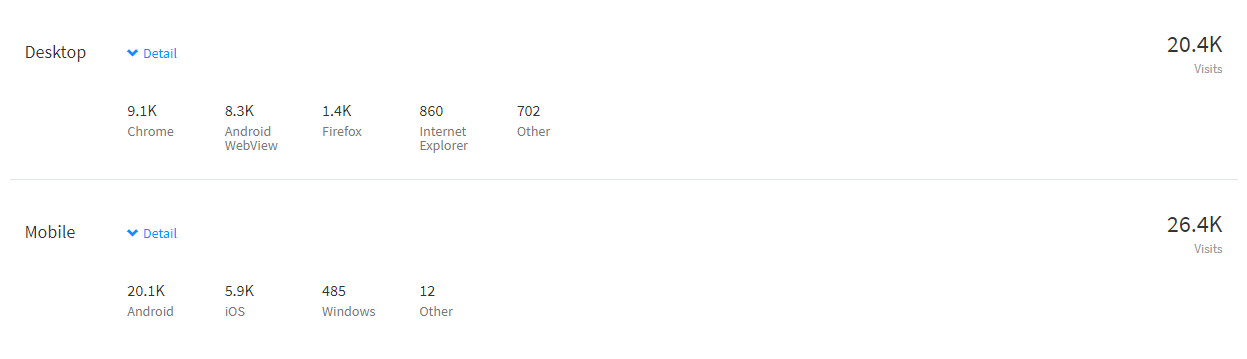 Desktop
Detail
20.4K
Visits
9.1K
8.3K
1.4K
860
702
Chrome
Android
WebView
Firefox
Internet
Explorer
Other
Mobile
Detail
26.4K
Visits
20.1K
5.9K
485
12
Android
iOS
Windows
Other